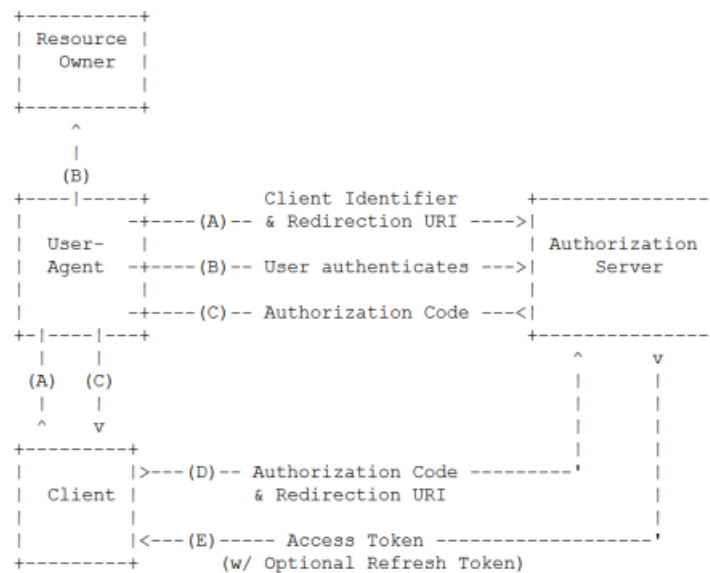 +----------+
| Resource |
|  Owner   |
|          |
+----------+
     ^
     |
    (B)
+----|-----+          Client Identifier      +---------------
|         -+----(A)-- & Redirection URI ---->|
|  User-   |                                 | Authorization
|  Agent  -+----(B)-- User authenticates --->|     Server
|          |                                 |
|         -+----(C)-- Authorization Code ---<|
+-|----|---+                                 +---------------
  |    |                                         ^      v
 (A)  (C)                                        |      |
  |    |                                         |      |
  ^    v                                         |      |
+---------+                                      |      |
|         |>---(D)-- Authorization Code ---------'      |
|  Client |          & Redirection URI                  |
|         |                                             |
|         |<---(E)----- Access Token -------------------'
+---------+       (w/ Optional Refresh Token)